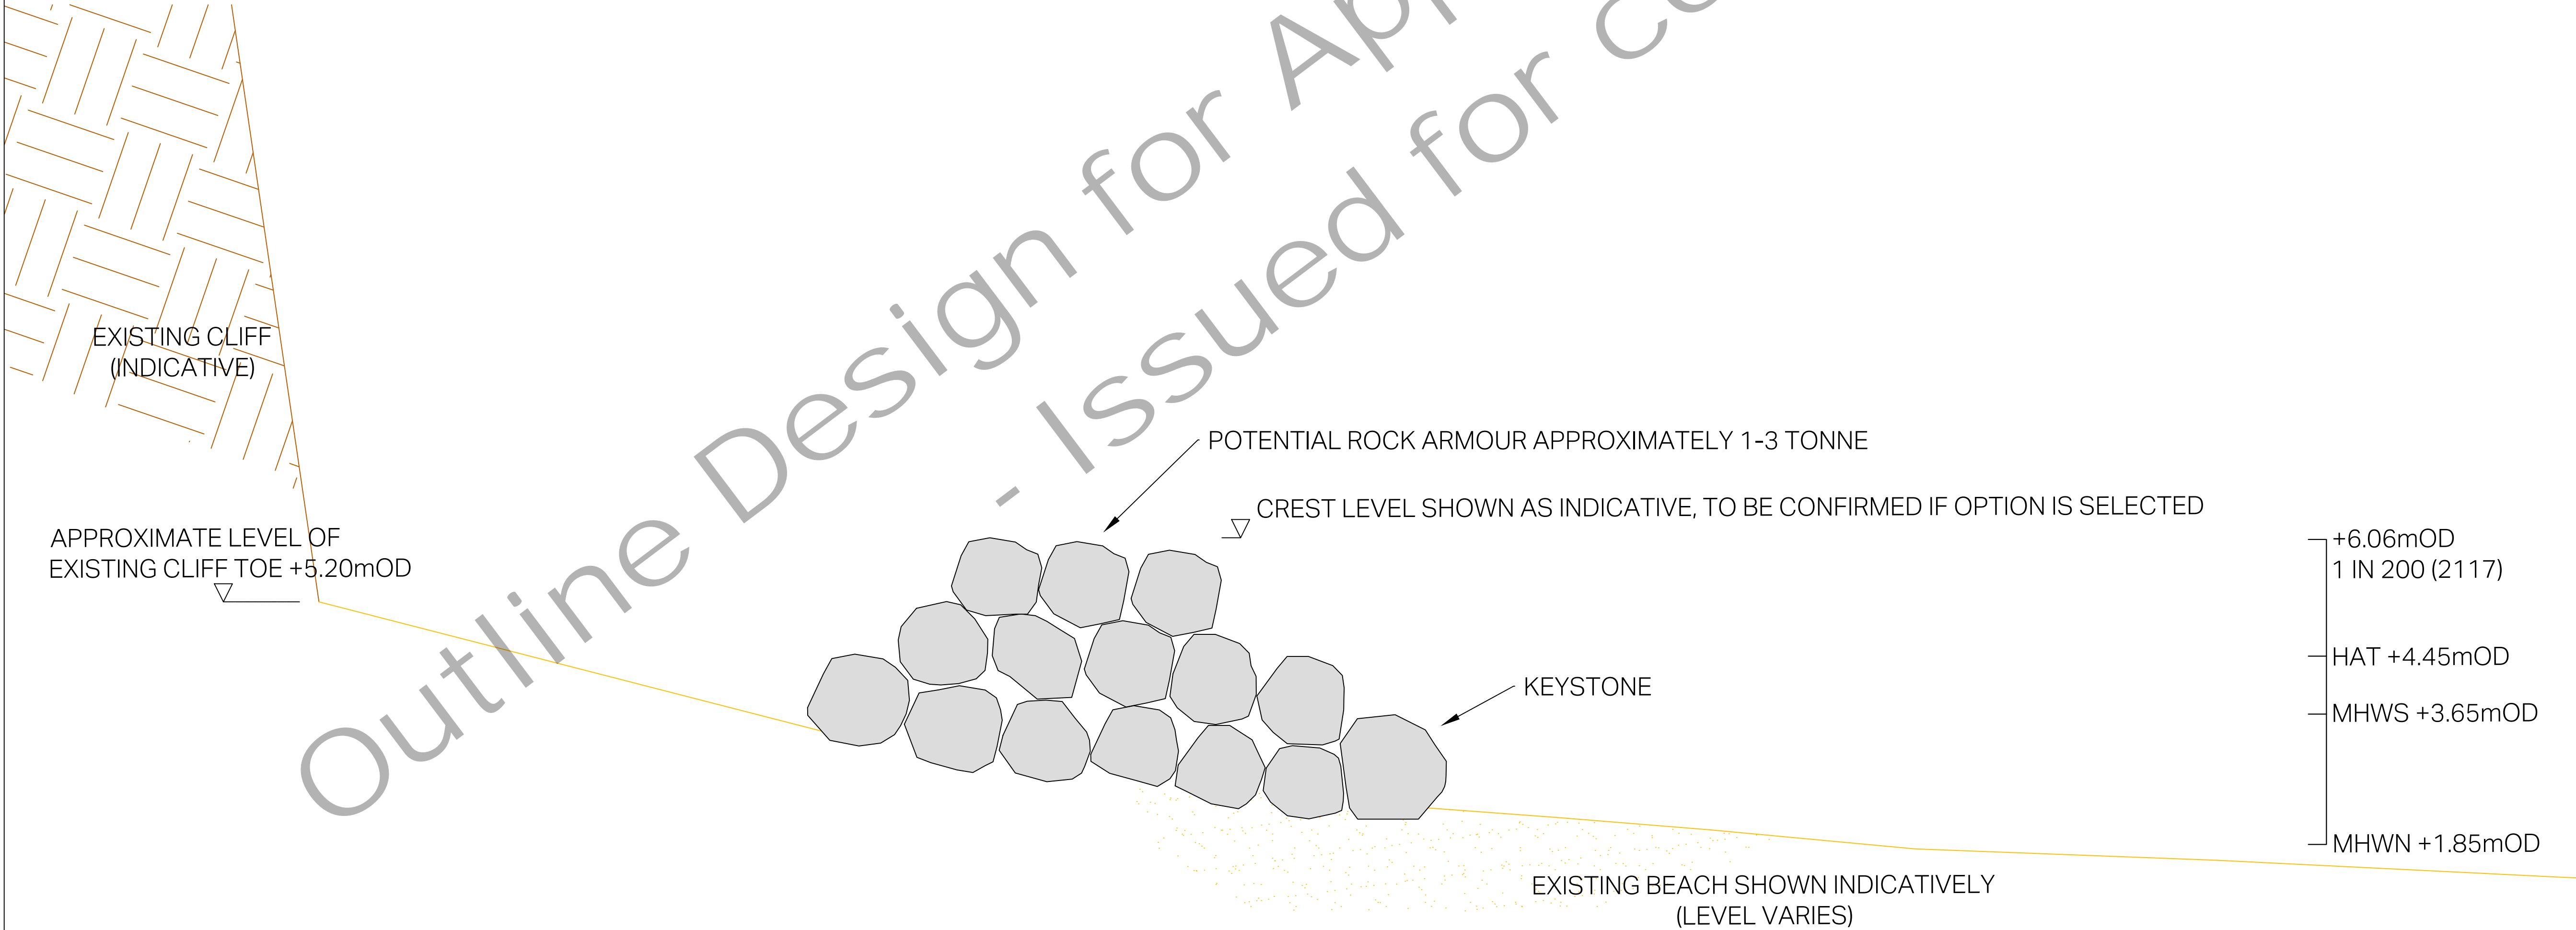 Outline Design for
- Issued for
EXISTING CLIFF
(INDICATIVE)
POTENTIAL ROCK ARMOUR APPROXIMATELY 1-3 TONNE
CREST LEVEL SHOWN AS INDICATIVE, TO BE CONFIRMED IF OPTION IS SELECTED
APPROXIMATE LEVEL OF
EXISTING CLIFF TOE +5.20mOD
+6.06mOD
1 IN 200 (2117)
HAT +4.45mOD
KEYSTONE
MHWS +3.65mOD
MHWN +1.85mOD
EXISTING BEACH SHOWN INDICATIVELY
(LEVEL VARIES)